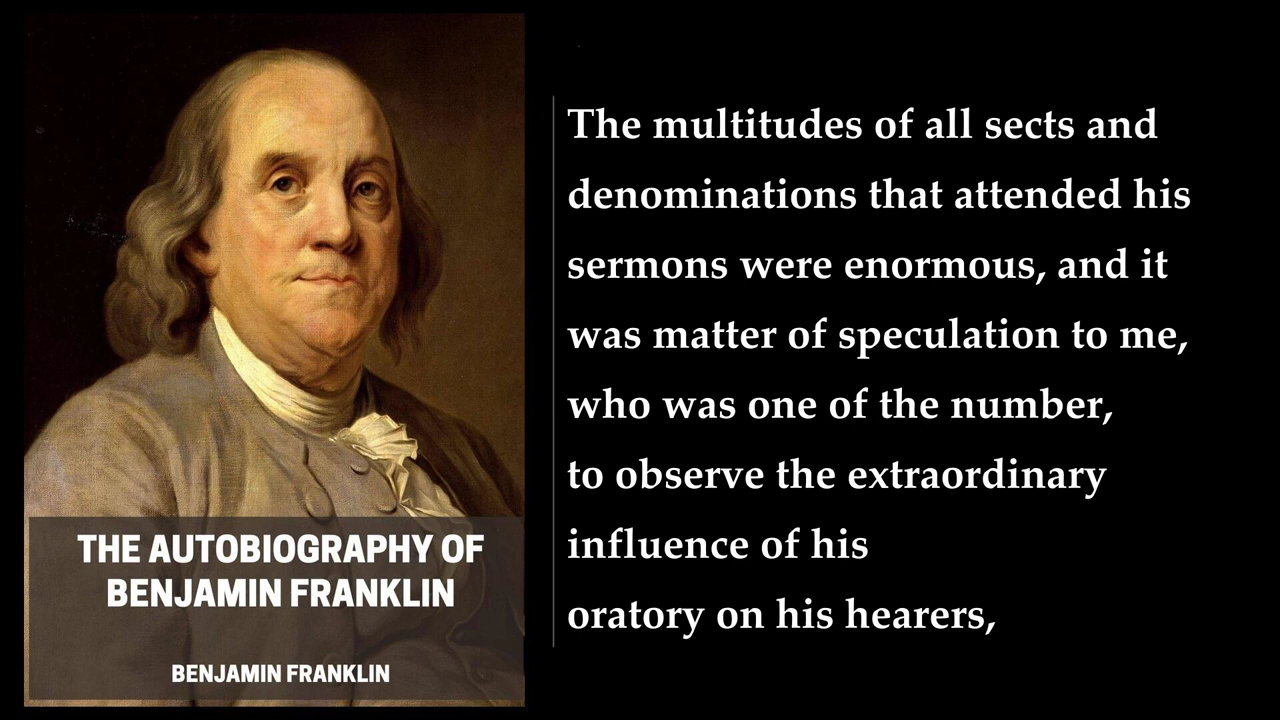 THE AUTOBIOGRAPHY OF
BENJAMIN FRANKLIN
BENJAMIN FRANKLIN
The multitudes of all sects and
denominations that attended his
sermons were enormous, and it
was matter of speculation to me,
who was one of the number,
to observe the extraordinary
influence of his
oratory on his hearers,